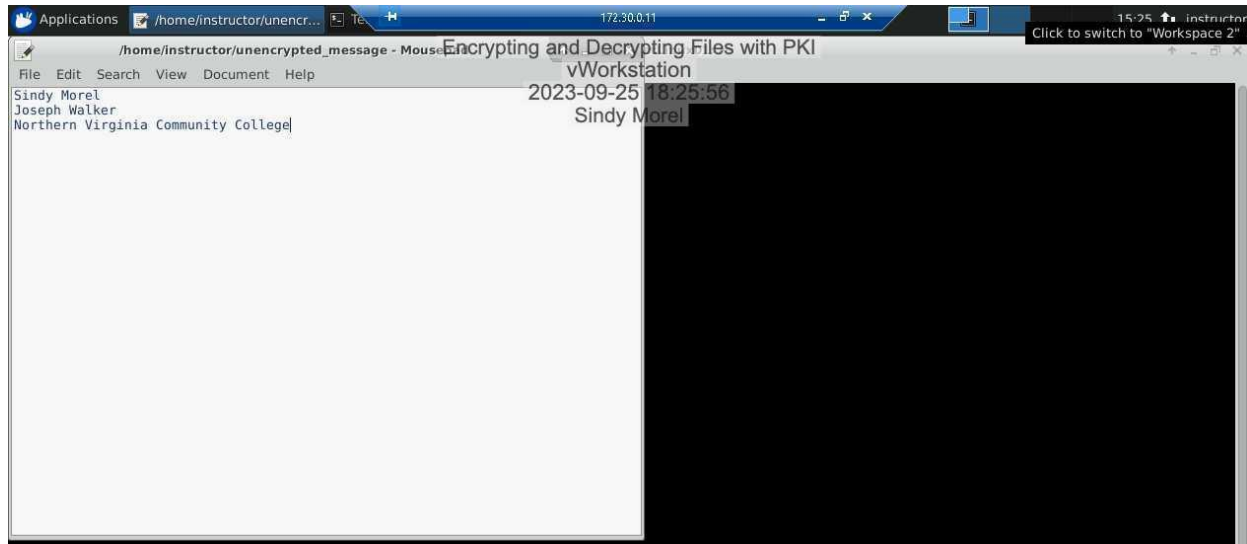 Applications /home/instructor/unencr... Te 172.30.0.11 15:25 instructor
Click to switch to "Workspace 2"
/home/instructor/unencrypted_message - Mouse
Encrypting and Decrypting Files with PKI
vWorkstation
2023-09-25 18:25:56
Sindy Morel
File Edit Search View Document Help
Sindy Morel
Joseph Walker
Northern Virginia Community College